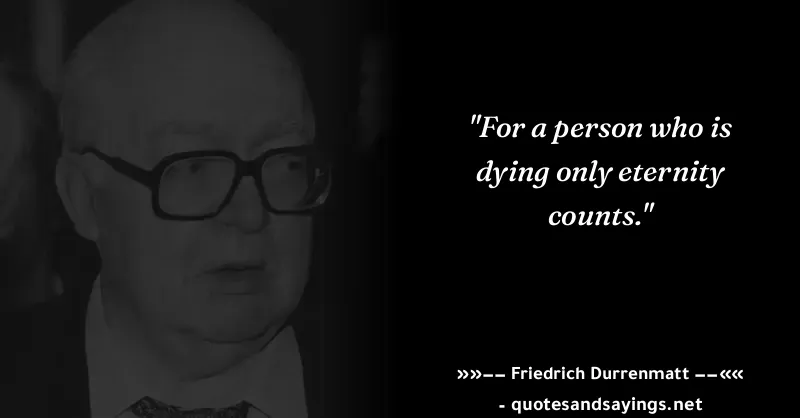 "For a person who is
dying only eternity
counts."
»»−− Friedrich Durrenmatt −−««
- quotesandsayings.net